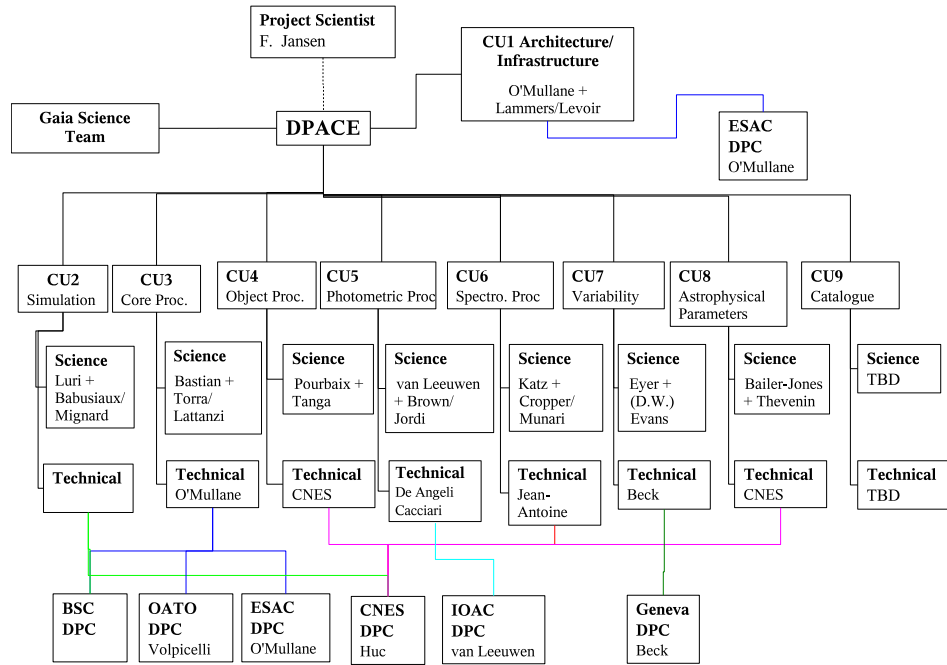 Project Scientist
F. Jansen
CU1 Architecture/
Infrastructure
O'Mullane +
Lammers/Levoir
Gaia Science
Team
DPACE
ESAC
DPC
O'Mullane
CU2
Simulation
CU3
Core Proc.
CU4
Object Proc.
CU5
Photometric Proc
CU6
Spectro. Proc
CU7
Variability
CU8
Astrophysical
Parameters
CU9
Catalogue
Science
Luri +
Babusiaux/
Mignard
Science
Bastian +
Torra/
Lattanzi
Science
Pourbaix +
Tanga
Science
van Leeuwen
+ Brown/
Jordi
Science
Katz +
Cropper/
Munari
Science
Eyer +
(D.W.)
Evans
Science
Bailer-Jones
+ Thevenin
Science
TBD
Technical
Technical
O'Mullane
Technical
CNES
Technical
De Angeli
Cacciari
Technical
Jean-
Antoine
Technical
Beck
Technical
CNES
Technical
TBD
BSC
DPC
OATO
DPC
Volpicelli
ESAC
DPC
O'Mullane
CNES
DPC
Huc
IOAC
DPC
van Leeuwen
Geneva
DPC
Beck